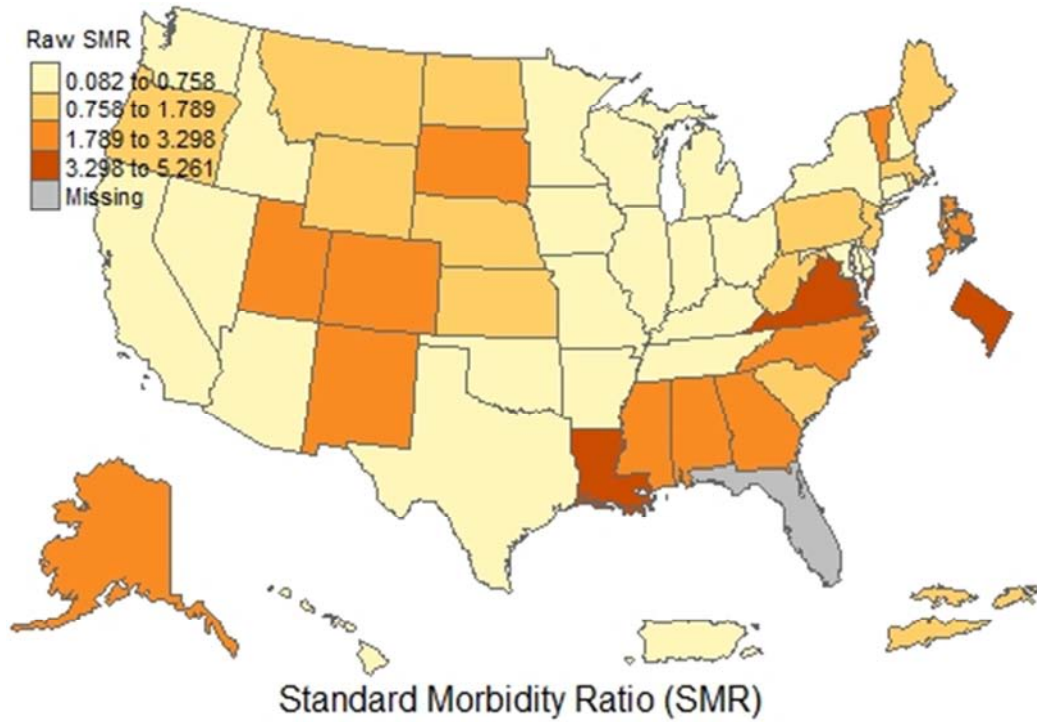 Raw SMR
0.082 to 0.758
0.758 to 1.789
1.789 to 3.298
3.298 to 5.261
Missing
Standard Morbidity Ratio (SMR)